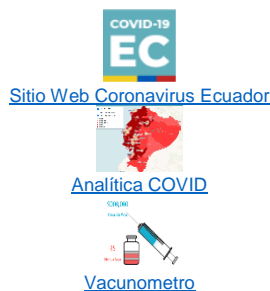 COVID-19
EC
Sitio Web Coronavirus Ecuador
Analítica COVID
Vacunometro